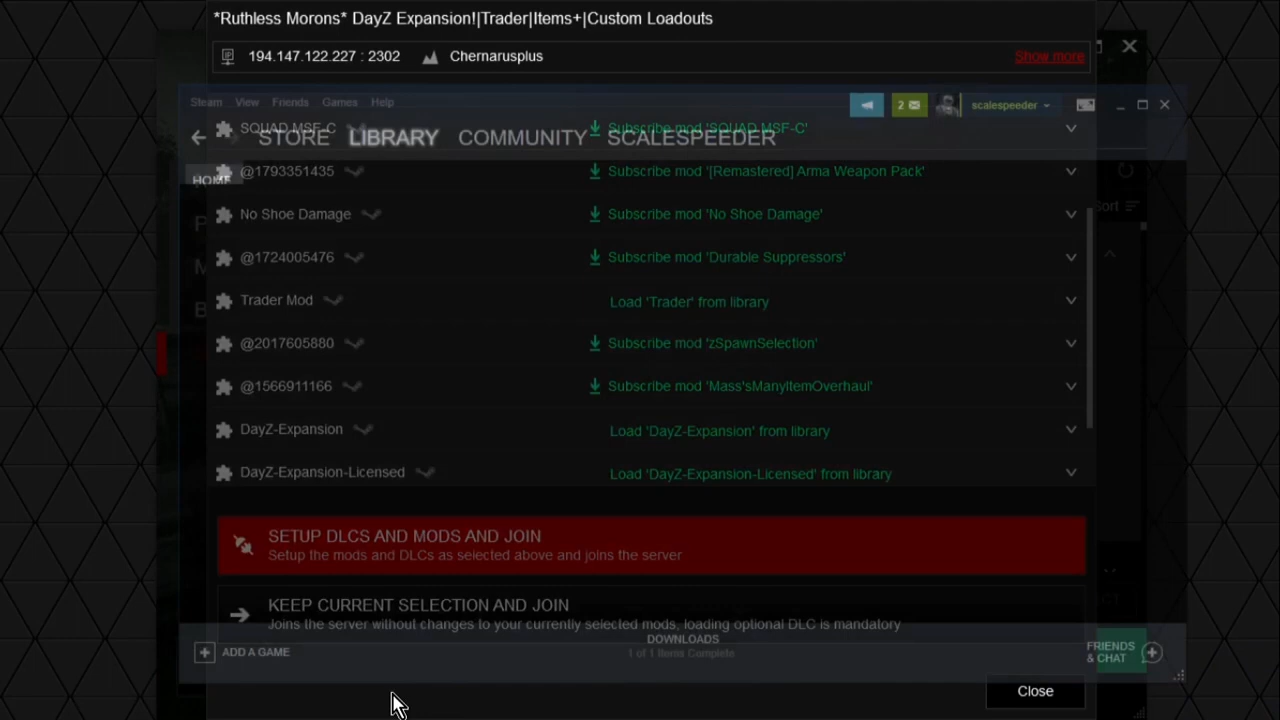 *Ruthless Morons* DayZ Expansion!|Trader|Items+|Custom Loadouts
194.147.122.227 : 2302 Chernarusplus Show more
Steam View Friends Games Help 2 scalespeeder
SQUAD MSF-C Subscribe mod 'SQUAD MSF-C'
STORE LIBRARY COMMUNITY SCALESPEEDER
@1793351435 Subscribe mod '[Remastered] Arma Weapon Pack'
HOME
No Shoe Damage Subscribe mod 'No Shoe Damage'
Sort
@1724005476 Subscribe mod 'Durable Suppressors'
Trader Mod Load 'Trader' from library
@2017605880 Subscribe mod 'zSpawnSelection'
@1566911166 Subscribe mod 'Mass'sManyItemOverhaul'
DayZ-Expansion Load 'DayZ-Expansion' from library
DayZ-Expansion-Licensed Load 'DayZ-Expansion-Licensed' from library
SETUP DLCS AND MODS AND JOIN
Setup the mods and DLCs as selected above and joins the server
KEEP CURRENT SELECTION AND JOIN
Joins the server without changes to your currently selected mods, loading optional DLC is mandatory
DOWNLOADS
1 of 1 Items Complete
ADD A GAME
FRIENDS
& CHAT
Close